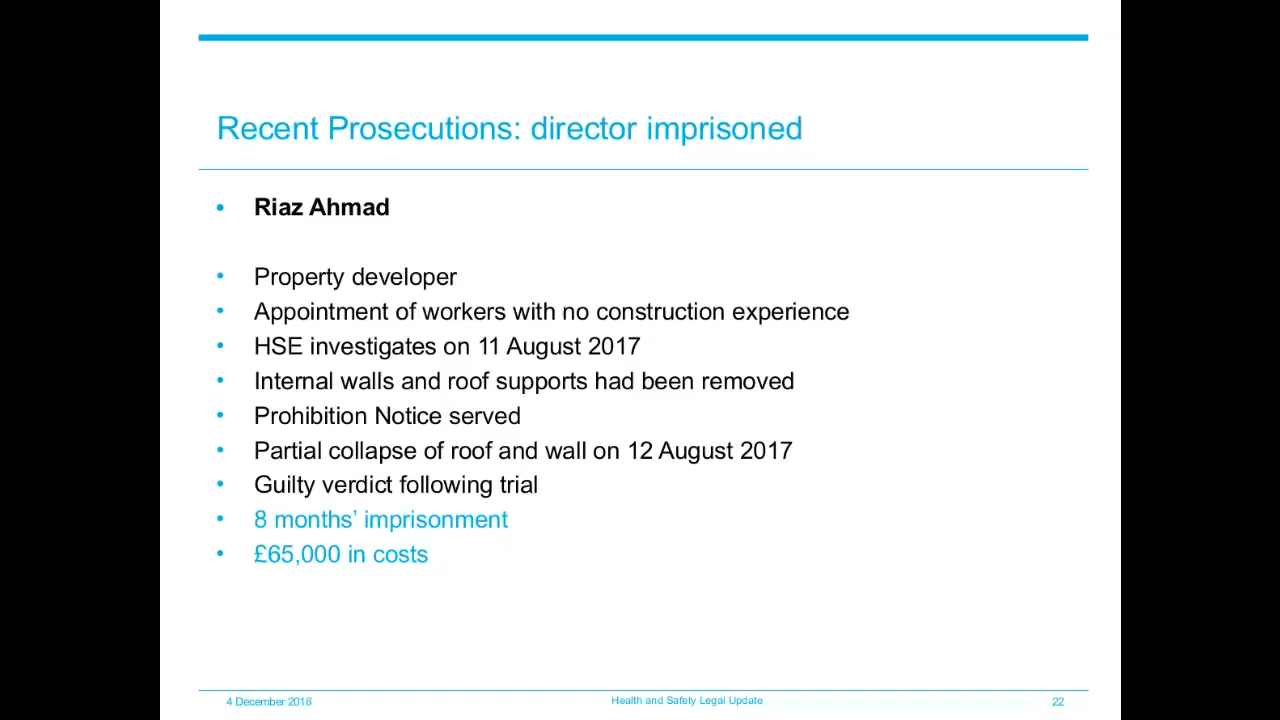 Recent Prosecutions: director imprisoned
• Riaz Ahmad
• Property developer
• Appointment of workers with no construction experience
• HSE investigates on 11 August 2017
• Internal walls and roof supports had been removed
• Prohibition Notice served
• Partial collapse of roof and wall on 12 August 2017
• Guilty verdict following trial
• 8 months’ imprisonment
• £65,000 in costs
4 December 2018 Health and Safety Legal Update 22